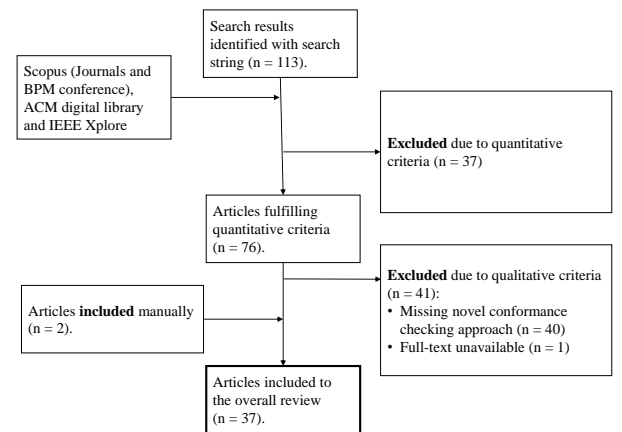 Search results
identified with search
string (n = 113).
Scopus (Journals and
BPM conference),
ACM digital library
and IEEE Xplore
Excluded due to quantitative
criteria (n = 37)
Articles fulfilling
quantitative criteria
(n = 76).
Excluded due to qualitative criteria
(n = 41):
• Missing novel conformance
checking approach (n = 40)
• Full-text unavailable (n = 1)
Articles included manually
(n = 2).
Articles included to
the overall review
(n = 37).